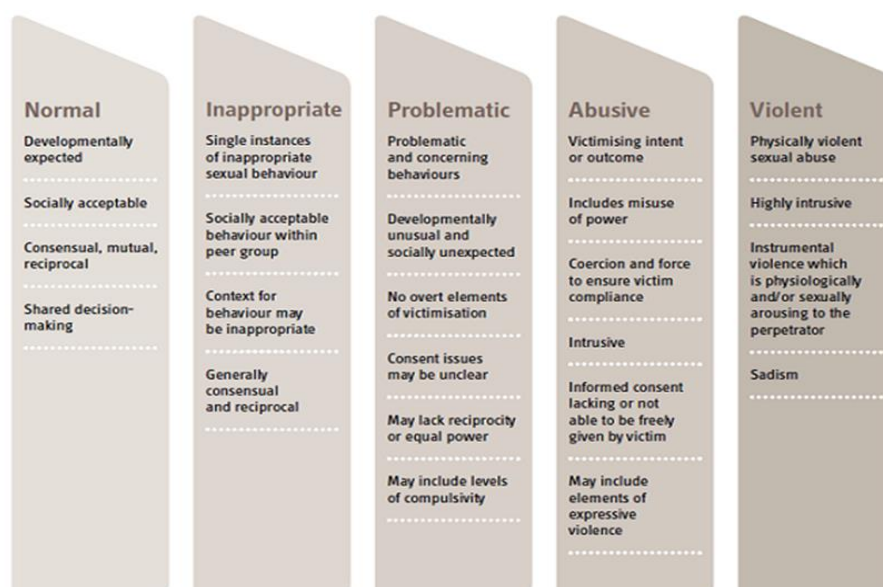 Normal
Developmentally
expected
Socially acceptable
Consensual, mutual,
reciprocal
Shared decision-
making
Inappropriate
Single instances
of inappropriate
sexual behaviour
Socially acceptable
behaviour within
peer group
Context for
behaviour may
be inappropriate
Generally
consensual
and reciprocal
Problematic
Problematic
and concerning
behaviours
Developmentally
unusual and
socially unexpected
No overt elements
of victimisation
Consent issues
may be unclear
May lack reciprocity
or equal power
May include levels
of compulsivity
Abusive
Victimising intent
or outcome
Includes misuse
of power
Coercion and force
to ensure victim
compliance
Intrusive
Informed consent
lacking or not
able to be freely
given by victim
May include
elements of
expressive
violence
Violent
Physically violent
sexual abuse
Highly intrusive
Instrumental
violence which
is physiologically
and/or sexually
arousing to the
perpetrator
Sadism